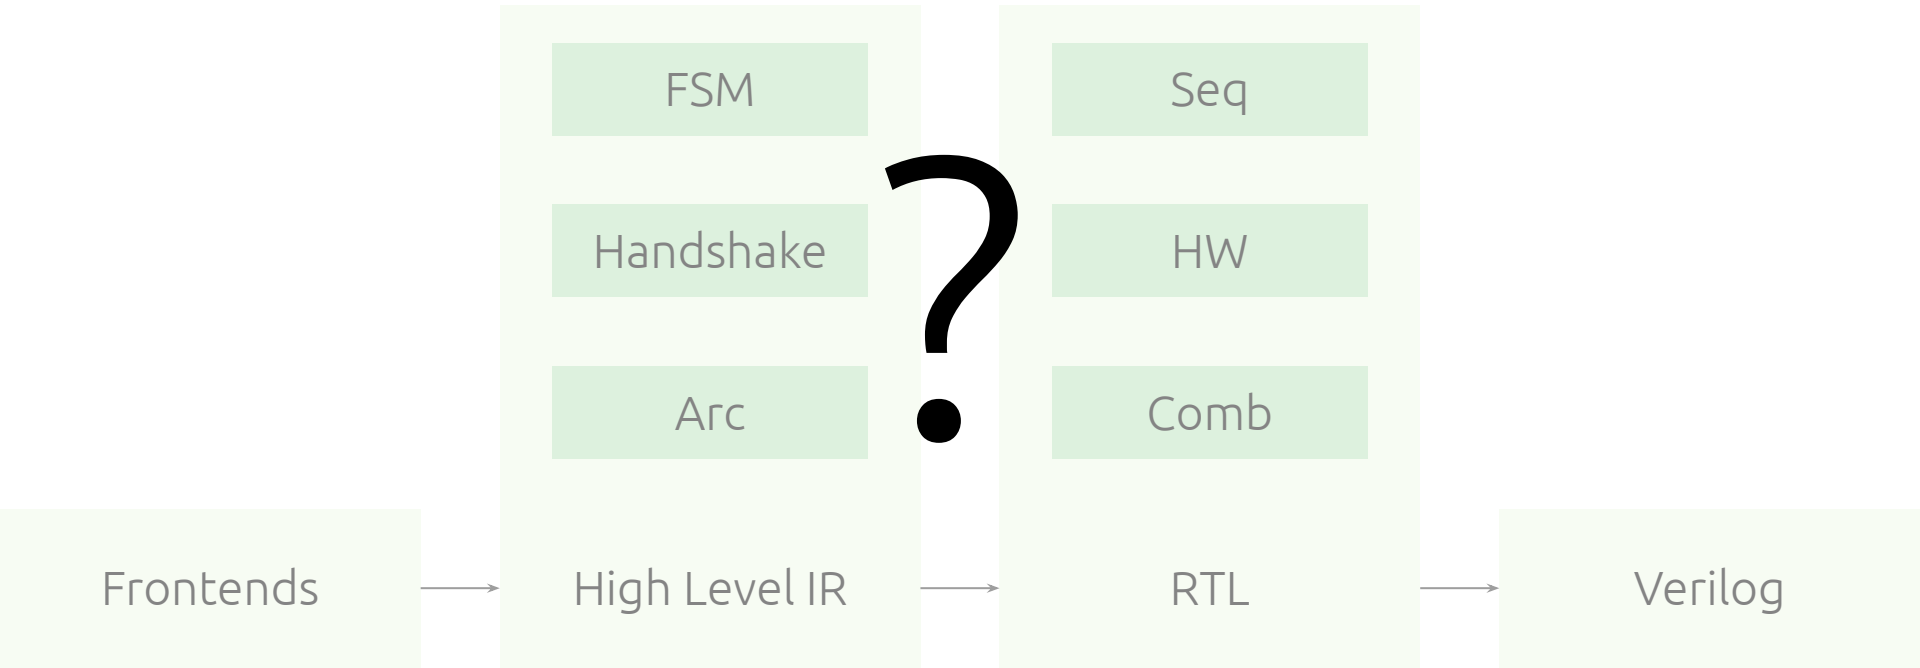 FSM
Handshake
Arc
High Level IR
?
Seq
HW
Comb
RTL
Frontends
Verilog